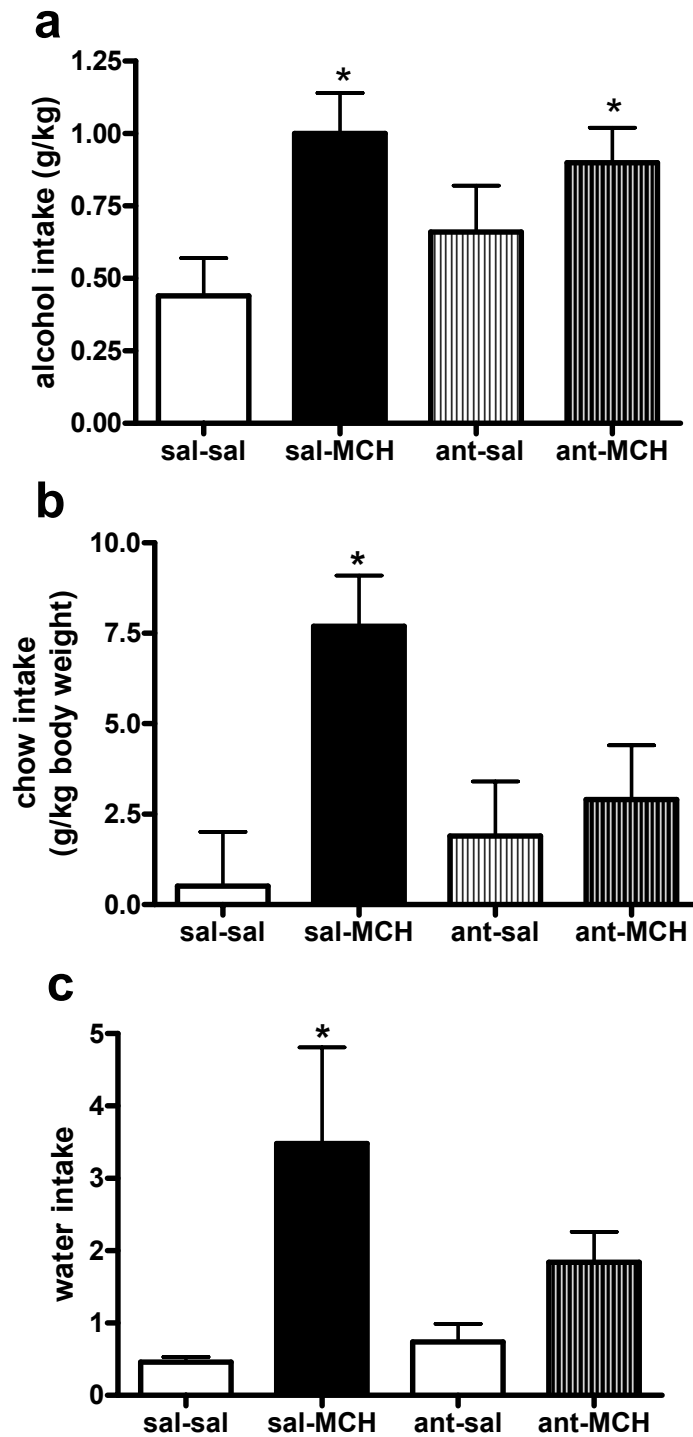 a
alcohol intake (g/kg)
1.25
1.00
0.75
0.50
0.25
0.00
*
*
sal-sal sal-MCH ant-sal ant-MCH
b
chow intake
(g/kg body weight)
10.0
7.5
5.0
2.5
0.0
*
sal-sal sal-MCH ant-sal ant-MCH
c
water intake
5
4
3
2
1
0
*
sal-sal sal-MCH ant-sal ant-MCH